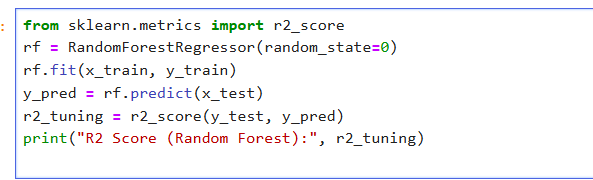 from sklearn.metrics import r2_score
rf = RandomForestRegressor(random_state=0)
rf.fit(x_train, y_train)
y_pred = rf.predict(x_test)
r2_tuning = r2_score(y_test, y_pred)
print("R2 Score (Random Forest):", r2_tuning)